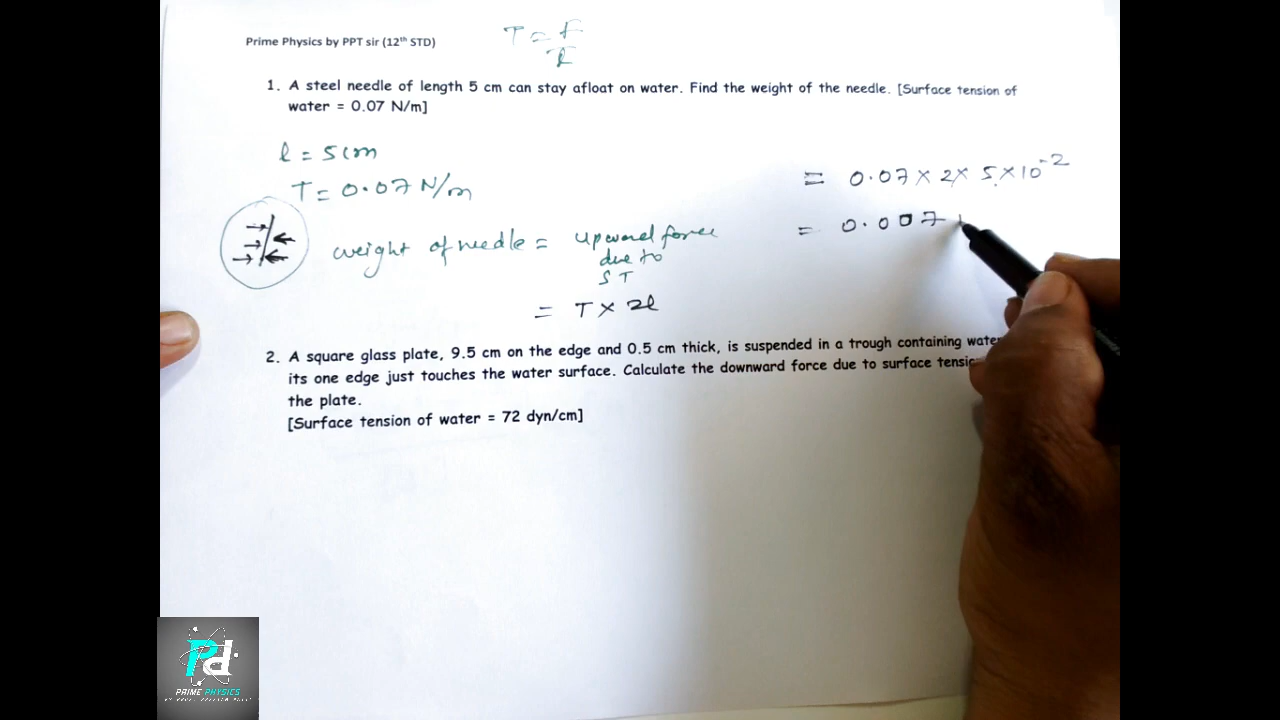 Prime Physics by PPT sir (12th STD)
T = F
l
1. A steel needle of length 5 cm can stay afloat on water. Find the weight of the needle. [Surface tension of
water = 0.07 N/m]
l = 5cm
T = 0.07 N/m
weight of needle = upward force
due to
S T
= T × 2l
= 0.07 × 2 × 5 × 10-2
= 0.007
2. A square glass plate, 9.5 cm on the edge and 0.5 cm thick, is suspended in a trough containing water
its one edge just touches the water surface. Calculate the downward force due to surface
the plate.
[Surface tension of water = 72 dyn/cm]
Pd
PRIME PHYSICS